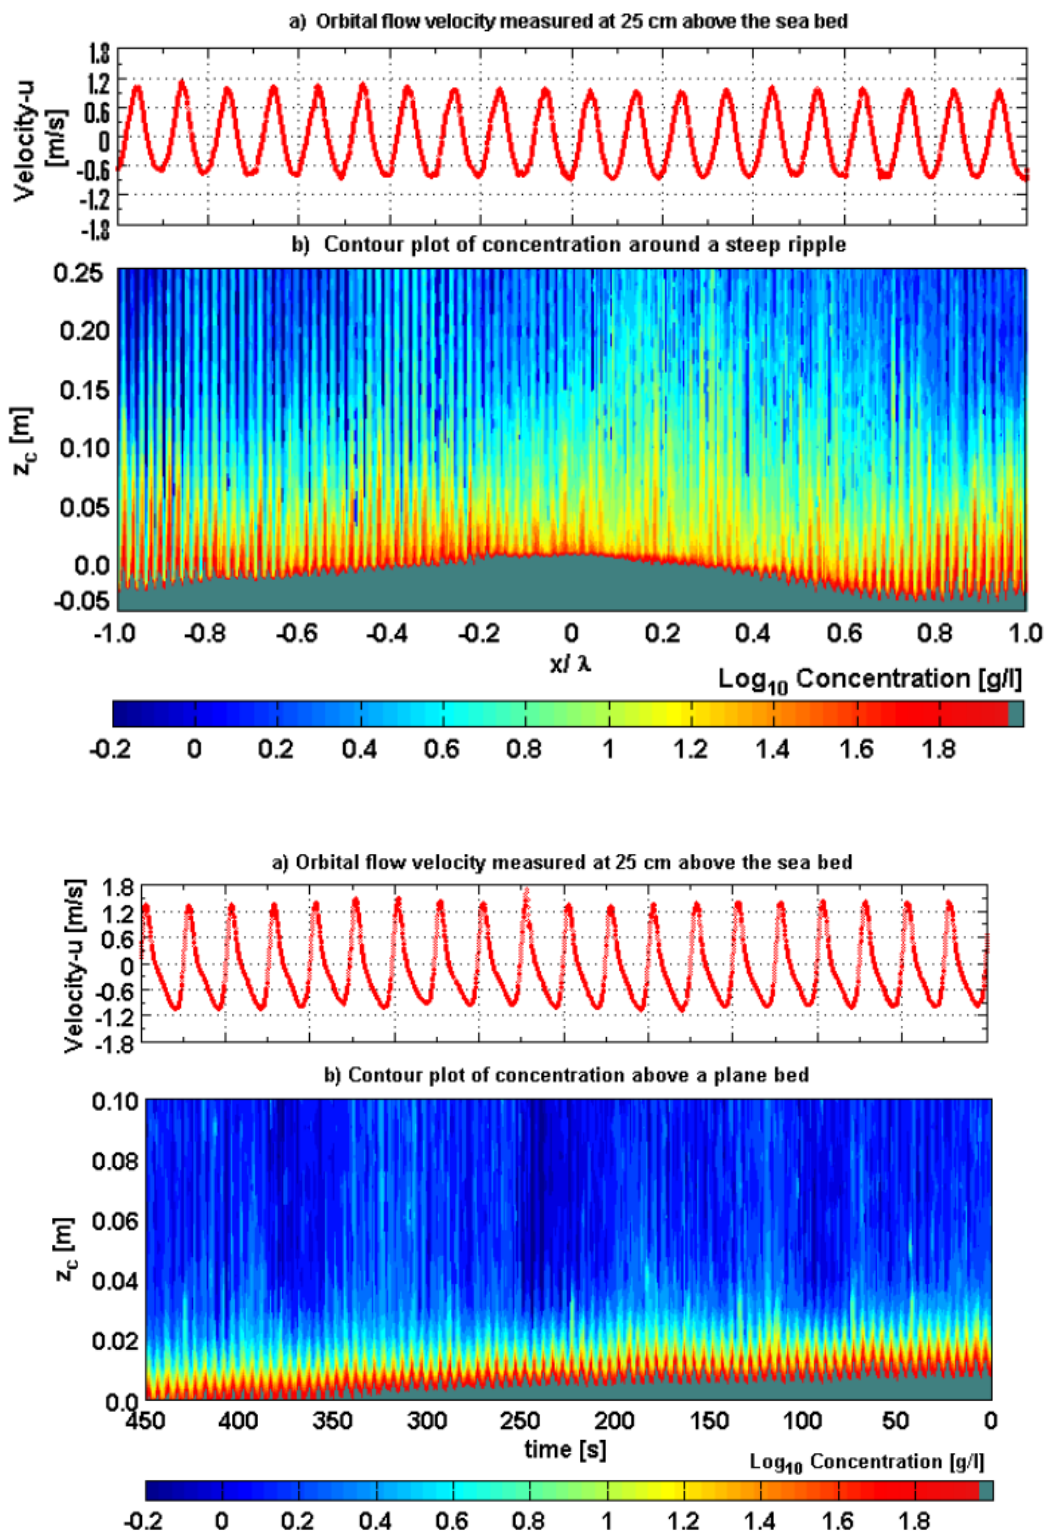 a) Orbital flow velocity measured at 25 cm above the sea bed
Velocity-u
[m/s]
1.8
1.2
0.6
0
-0.6
-1.2
-1.8
b) Contour plot of concentration around a steep ripple
z_c [m]
0.25
0.20
0.15
0.10
0.05
0.0
-0.05
-1.0 -0.8 -0.6 -0.4 -0.2 0 0.2 0.4 0.6 0.8 1.0
x/ λ
Log₁₀ Concentration [g/l]
-0.2 0 0.2 0.4 0.6 0.8 1 1.2 1.4 1.6 1.8
a) Orbital flow velocity measured at 25 cm above the sea bed
Velocity-u [m/s]
1.8
1.2
0.6
0
-0.6
-1.2
-1.8
b) Contour plot of concentration above a plane bed
z_c [m]
0.10
0.08
0.06
0.04
0.02
0.0
450 400 350 300 250 200 150 100 50 0
time [s]
Log₁₀ Concentration [g/l]
-0.2 0 0.2 0.4 0.6 0.8 1 1.2 1.4 1.6 1.8